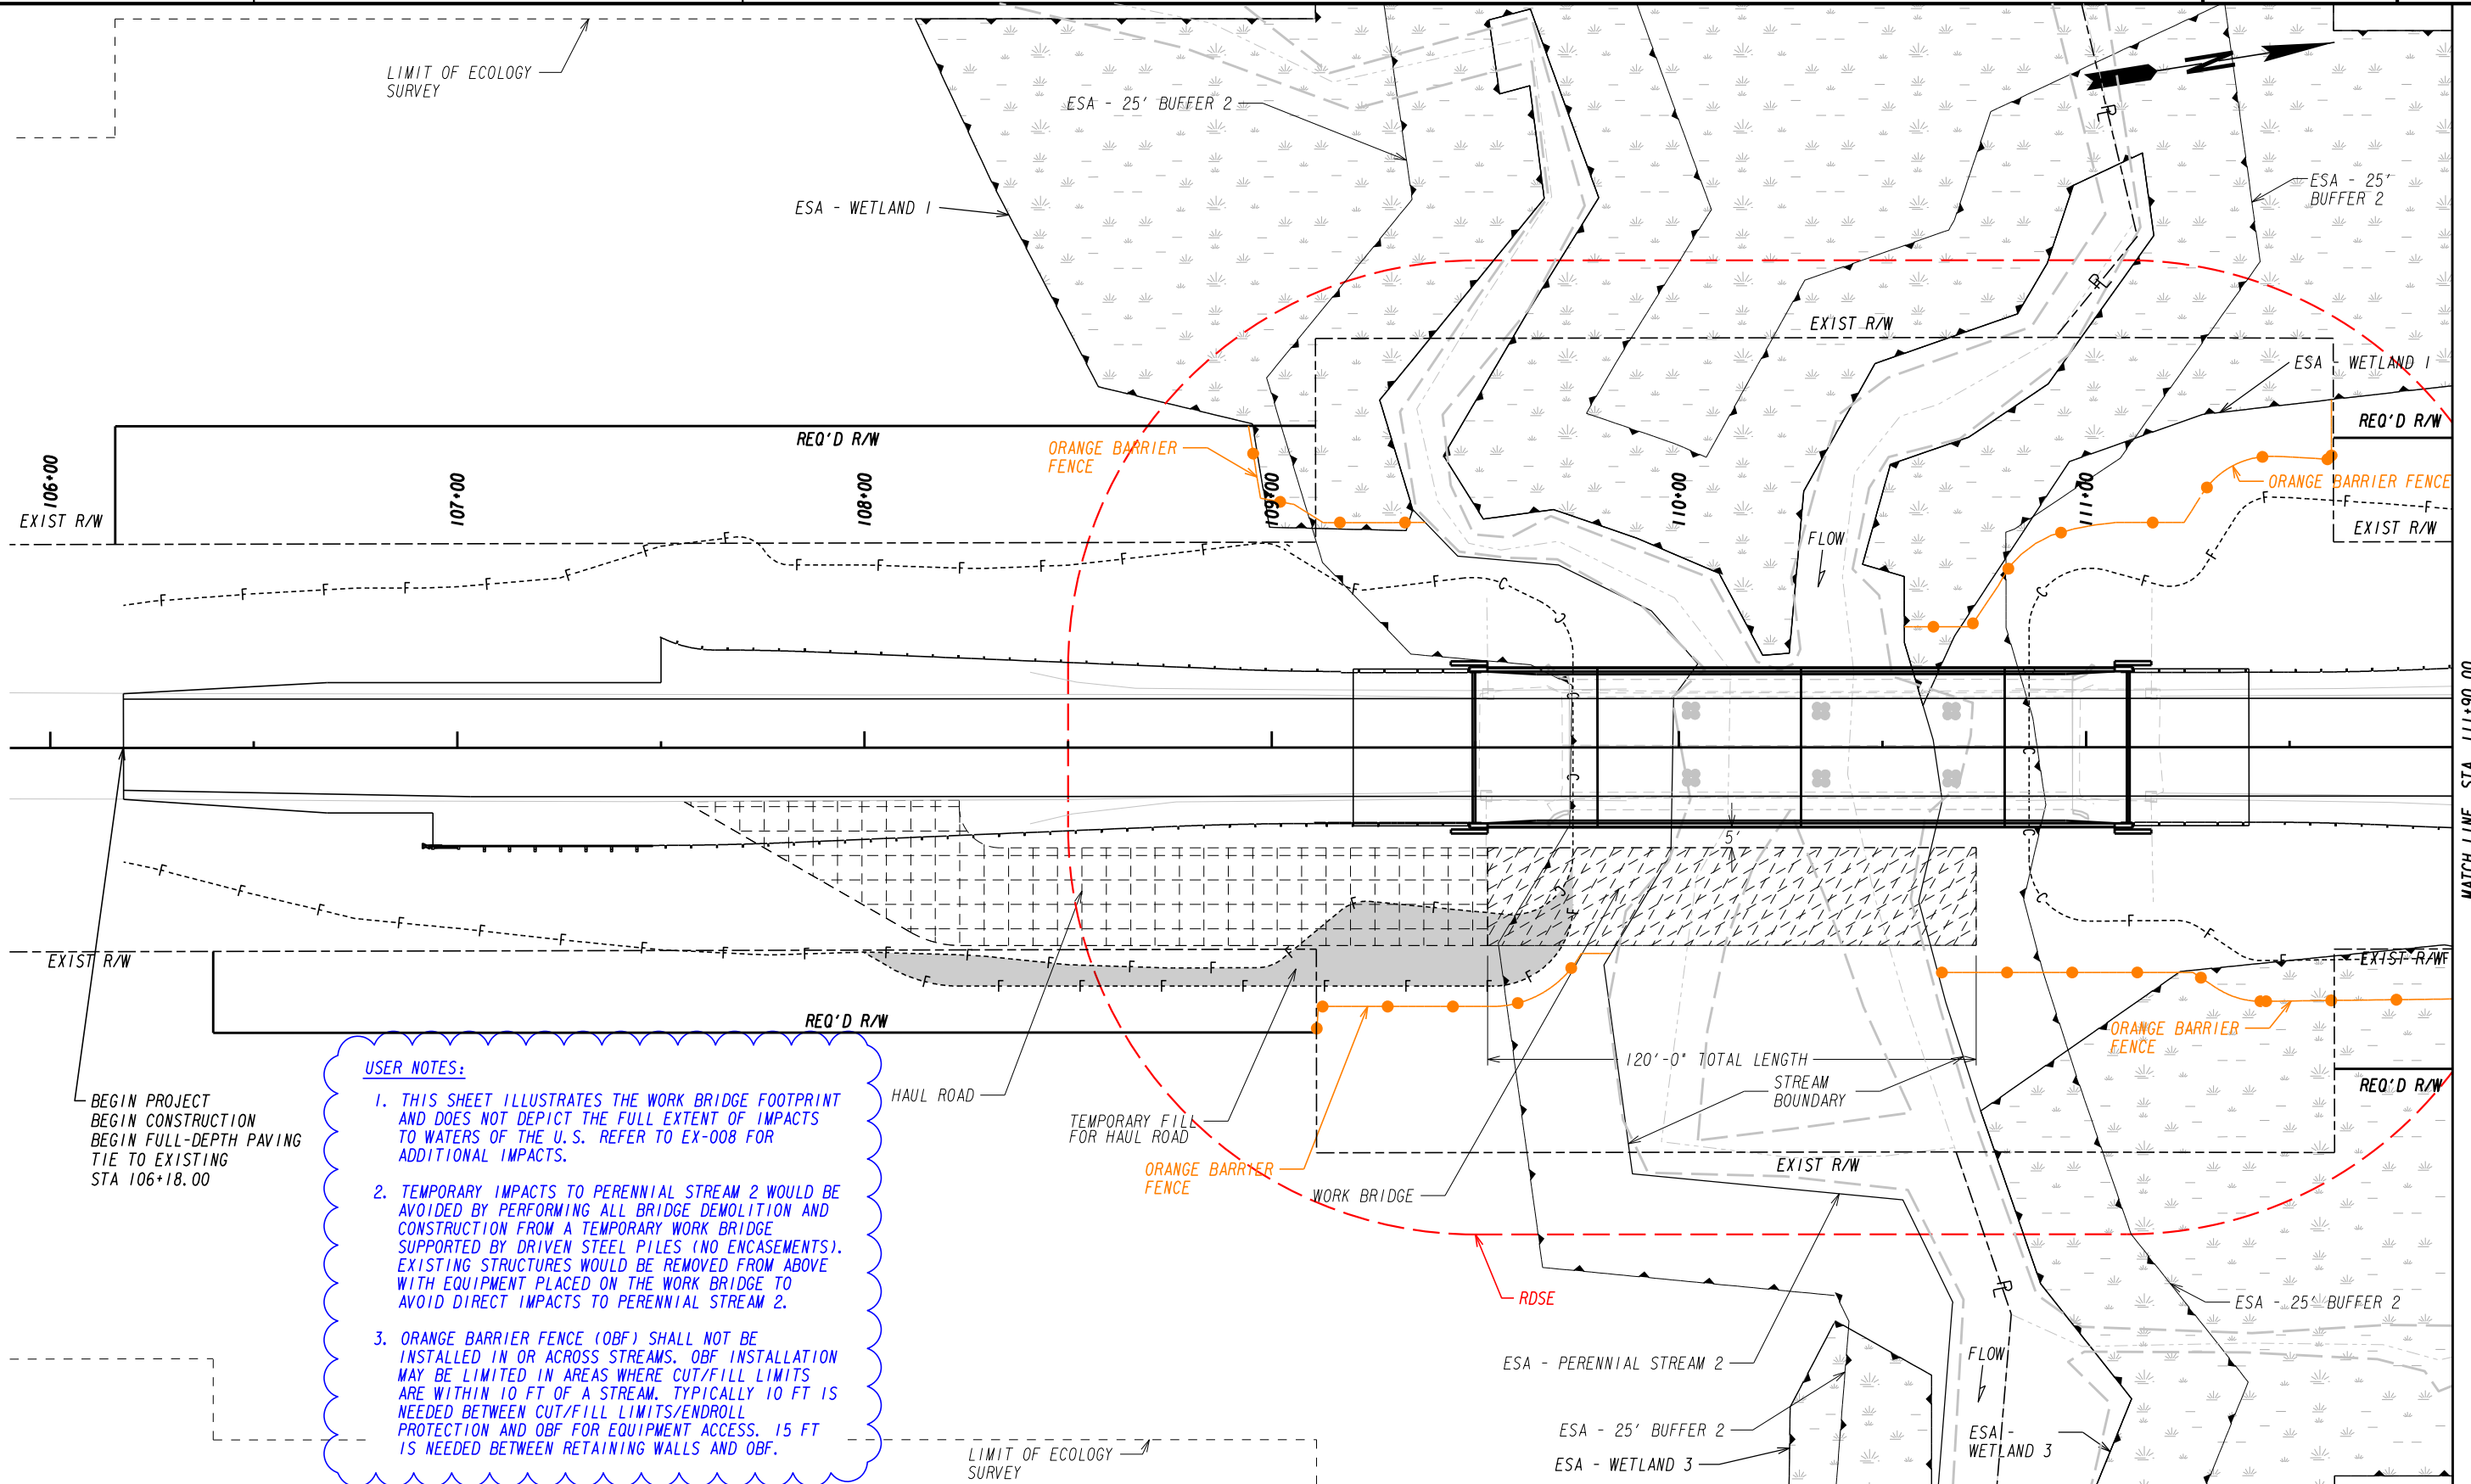 LIMIT OF ECOLOGY
SURVEY
ESA - 25' BUFFER 2
ESA - WETLAND 1
PL
ESA - 25'
BUFFER 2
PL
EXIST R/W
ESA - WETLAND 1
REQ'D R/W
REQ'D R/W
ORANGE BARRIER
FENCE
ORANGE BARRIER FENCE
106+00
107+00
108+00
109+00
110+00
111+00
EXIST R/W
EXIST R/W
FLOW
MATCH LINE STA. 111+90.00
5'
EXIST R/W
EXIST R/W
REQ'D R/W
ORANGE BARRIER
FENCE
120'-0" TOTAL LENGTH
STREAM
BOUNDARY
REQ'D R/W
BEGIN PROJECT
BEGIN CONSTRUCTION
BEGIN FULL-DEPTH PAVING
TIE TO EXISTING
STA 106+18.00
USER NOTES:
1. THIS SHEET ILLUSTRATES THE WORK BRIDGE FOOTPRINT
AND DOES NOT DEPICT THE FULL EXTENT OF IMPACTS
TO WATERS OF THE U.S. REFER TO EX-008 FOR
ADDITIONAL IMPACTS.
2. TEMPORARY IMPACTS TO PERENNIAL STREAM 2 WOULD BE
AVOIDED BY PERFORMING ALL BRIDGE DEMOLITION AND
CONSTRUCTION FROM A TEMPORARY WORK BRIDGE
SUPPORTED BY DRIVEN STEEL PILES (NO ENCASEMENTS).
EXISTING STRUCTURES WOULD BE REMOVED FROM ABOVE
WITH EQUIPMENT PLACED ON THE WORK BRIDGE TO
AVOID DIRECT IMPACTS TO PERENNIAL STREAM 2.
3. ORANGE BARRIER FENCE (OBF) SHALL NOT BE
INSTALLED IN OR ACROSS STREAMS. OBF INSTALLATION
MAY BE LIMITED IN AREAS WHERE CUT/FILL LIMITS
ARE WITHIN 10 FT OF A STREAM. TYPICALLY 10 FT IS
NEEDED BETWEEN CUT/FILL LIMITS/ENDROLL
PROTECTION AND OBF FOR EQUIPMENT ACCESS. 15 FT
IS NEEDED BETWEEN RETAINING WALLS AND OBF.
HAUL ROAD
TEMPORARY FILL
FOR HAUL ROAD
ORANGE BARRIER
FENCE
WORK BRIDGE
EXIST R/W
RDSE
PL
ESA - 25' BUFFER 2
ESA - PERENNIAL STREAM 2
FLOW
ESA - 25' BUFFER 2
ESA - WETLAND 3
ESA -
WETLAND 3
LIMIT OF ECOLOGY
SURVEY